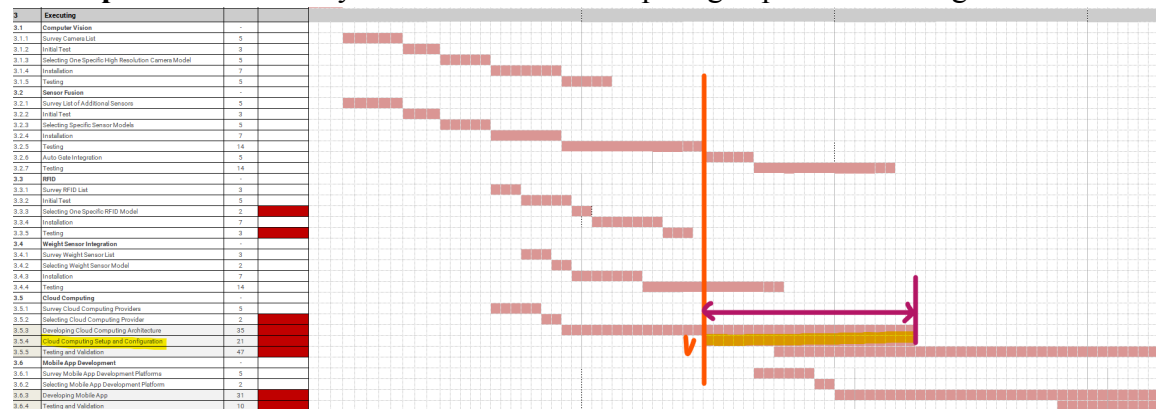 3 Executing
3.1 Computer Vision -
3.1.1 Survey Camera List 5
3.1.2 Initial Test 3
3.1.3 Selecting One Specific High Resolution Camera Model 5
3.1.4 Installation 7
3.1.5 Testing 5
3.2 Sensor Fusion -
3.2.1 Survey List of Additional Sensors 5
3.2.2 Initial Test 3
3.2.3 Selecting Specific Sensor Models 5
3.2.4 Installation 7
3.2.5 Testing 14
3.2.6 Auto Gate Integration 5
3.2.7 Testing 14
3.3 RFID -
3.3.1 Survey RFID List 3
3.3.2 Initial Test 5
3.3.3 Selecting One Specific RFID Model 2
3.3.4 Installation 7
3.3.5 Testing 3
3.4 Weight Sensor Integration -
3.4.1 Survey Weight Sensor List 3
3.4.2 Selecting Weight Sensor Model 2
3.4.3 Installation 7
3.4.4 Testing 14
3.5 Cloud Computing -
3.5.1 Survey Cloud Computing Providers 5
3.5.2 Selecting Cloud Computing Provider 2
3.5.3 Developing Cloud Computing Architecture 35
3.5.4 Cloud Computing Setup and Configuration 21
3.5.5 Testing and Validation 47
3.6 Mobile App Development -
3.6.1 Survey Mobile App Development Platforms 5
3.6.2 Selecting Mobile App Development Platform 2
3.6.3 Developing Mobile App 31
3.6.4 Testing and Validation 10